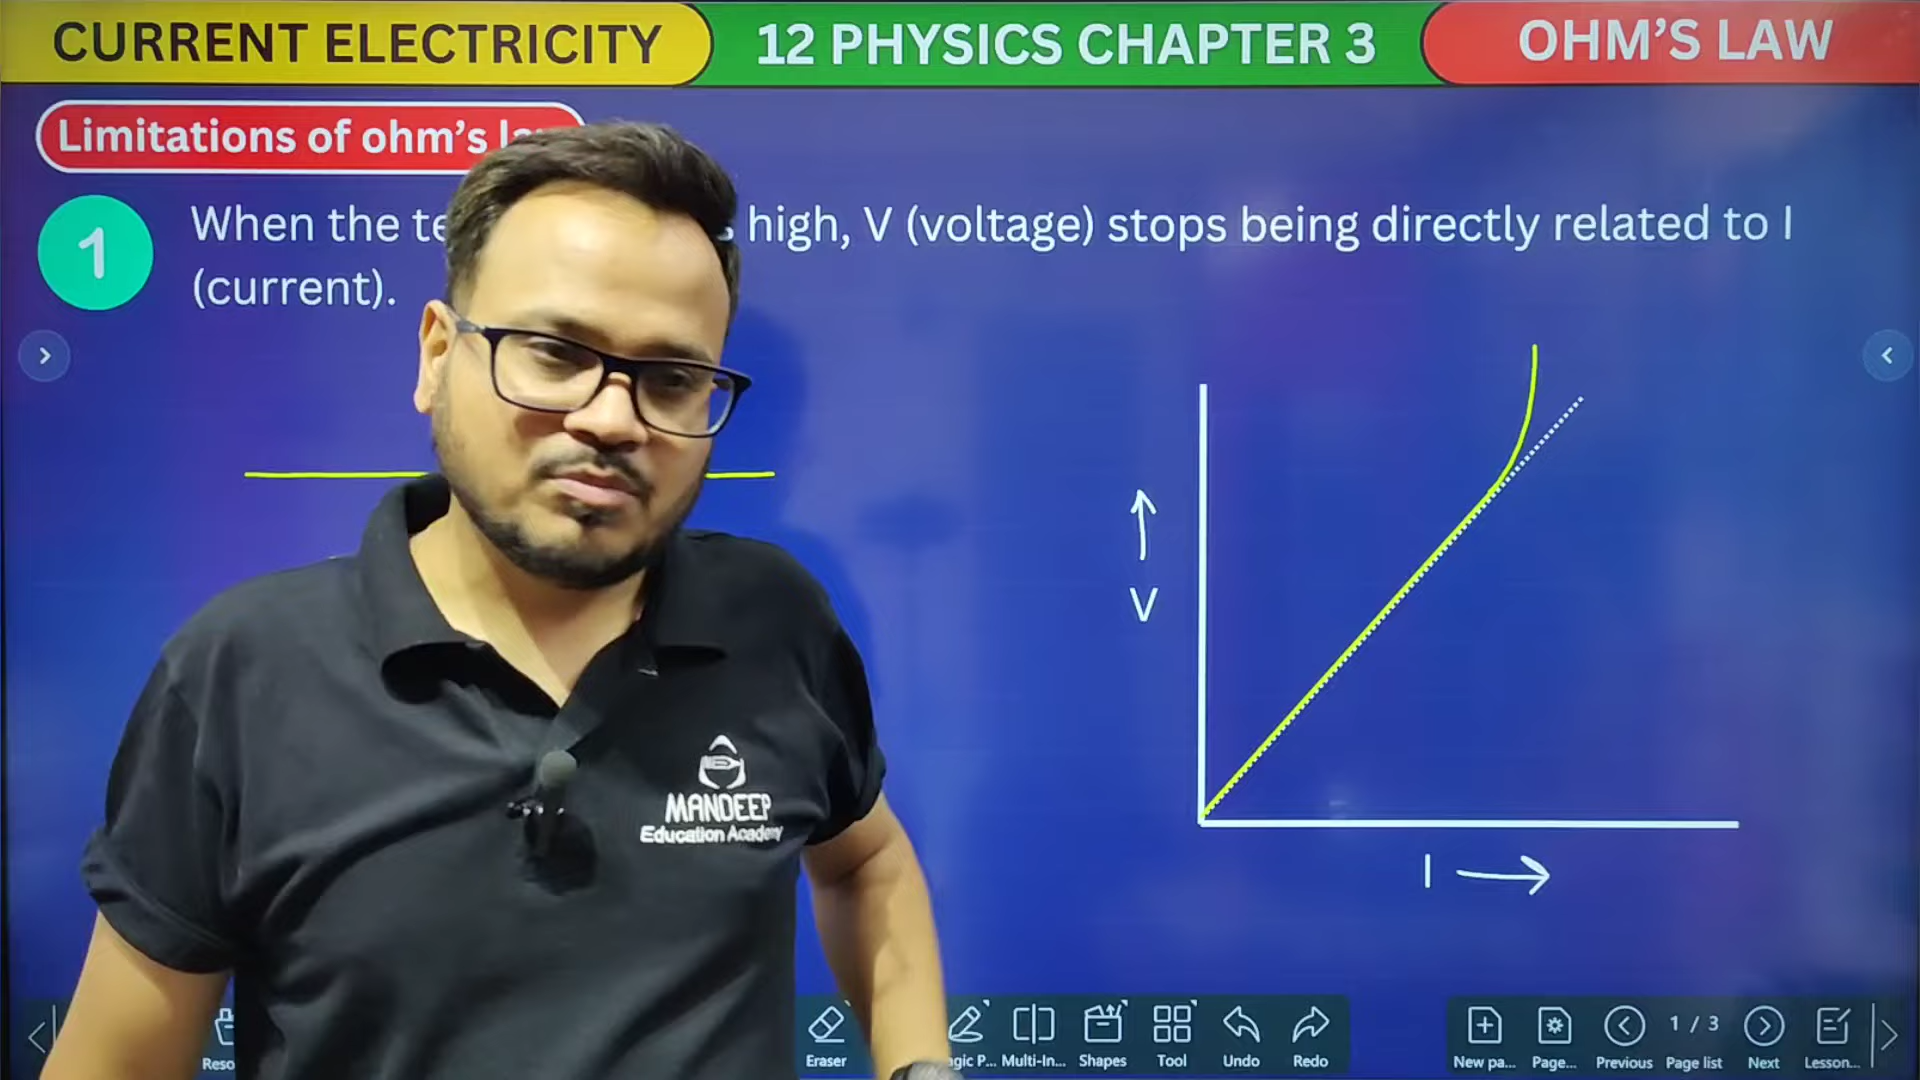 CURRENT ELECTRICITY
12 PHYSICS CHAPTER 3
OHM'S LAW
Limitations of ohm's
1
When the high, V (voltage) stops being directly related to I
(current).
V
I
MANDEEP
Education Academy
Eraser
Multi-In...
Shapes
Tool
Undo
Redo
New pa...
Page...
Previous
1 / 3
Page list
Next
Lesson...